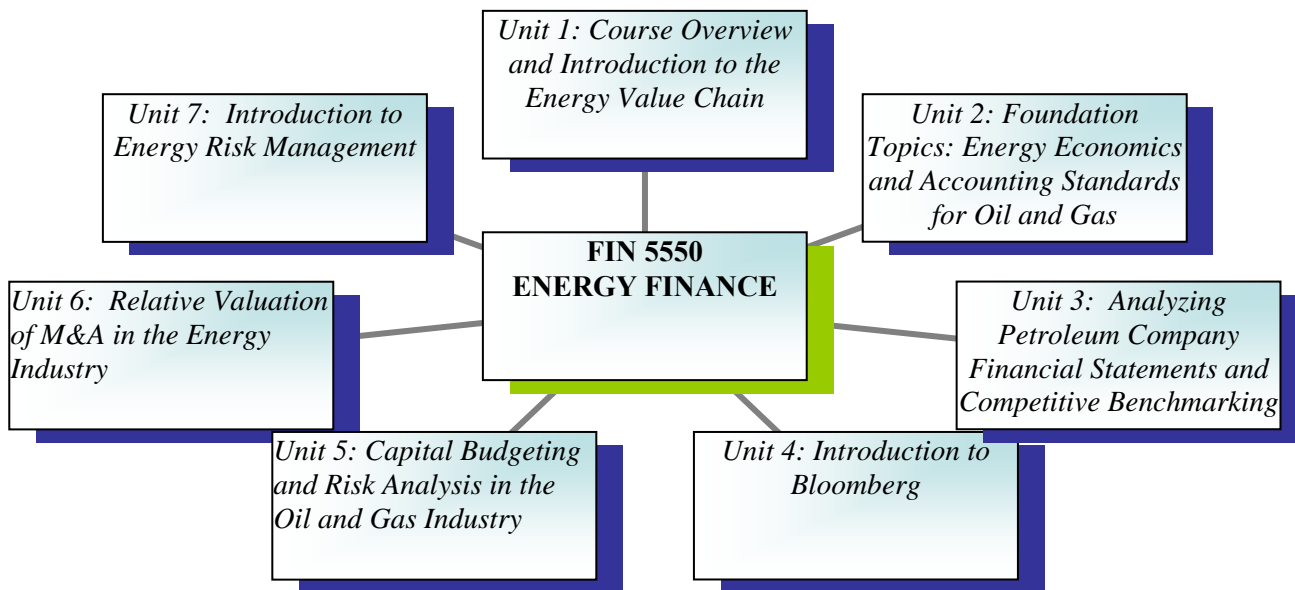 Unit 1: Course Overview
and Introduction to the
Energy Value Chain
Unit 2: Foundation
Topics: Energy Economics
and Accounting Standards
for Oil and Gas
Unit 3: Analyzing
Petroleum Company
Financial Statements and
Competitive Benchmarking
Unit 4: Introduction to
Bloomberg
Unit 5: Capital Budgeting
and Risk Analysis in the
Oil and Gas Industry
Unit 6: Relative Valuation
of M&A in the Energy
Industry
Unit 7: Introduction to
Energy Risk Management
FIN 5550
ENERGY FINANCE